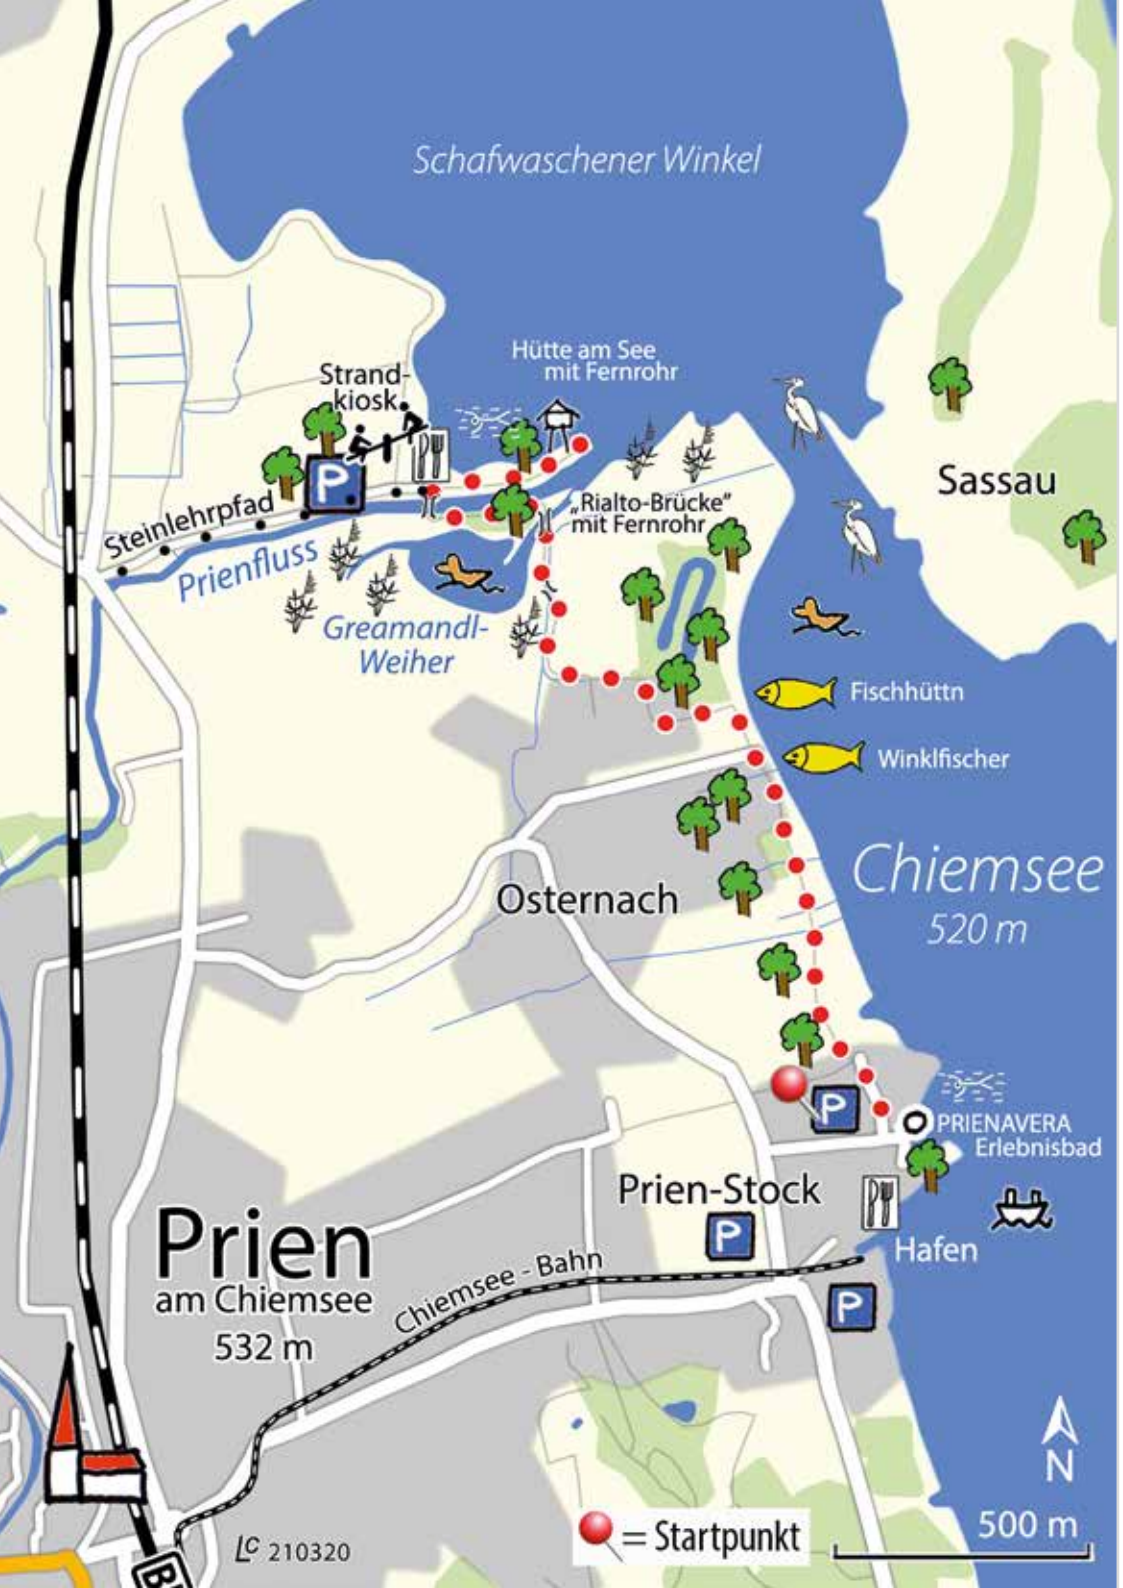 Schafwaschener Winkel
Hütte am See
mit Fernrohr
Strand-
kiosk
P
Sassau
Steinlehrpfad
„Rialto-Brücke”
mit Fernrohr
Prienfluss
Greamandl-
Weiher
Fischhüttn
Winklfischer
Chiemsee
520 m
Osternach
P
PRIENAVERA
Erlebnisbad
Prien-Stock
P
Hafen
Prien
am Chiemsee
532 m
Chiemsee - Bahn
P
N
500 m
= Startpunkt
LC 210320